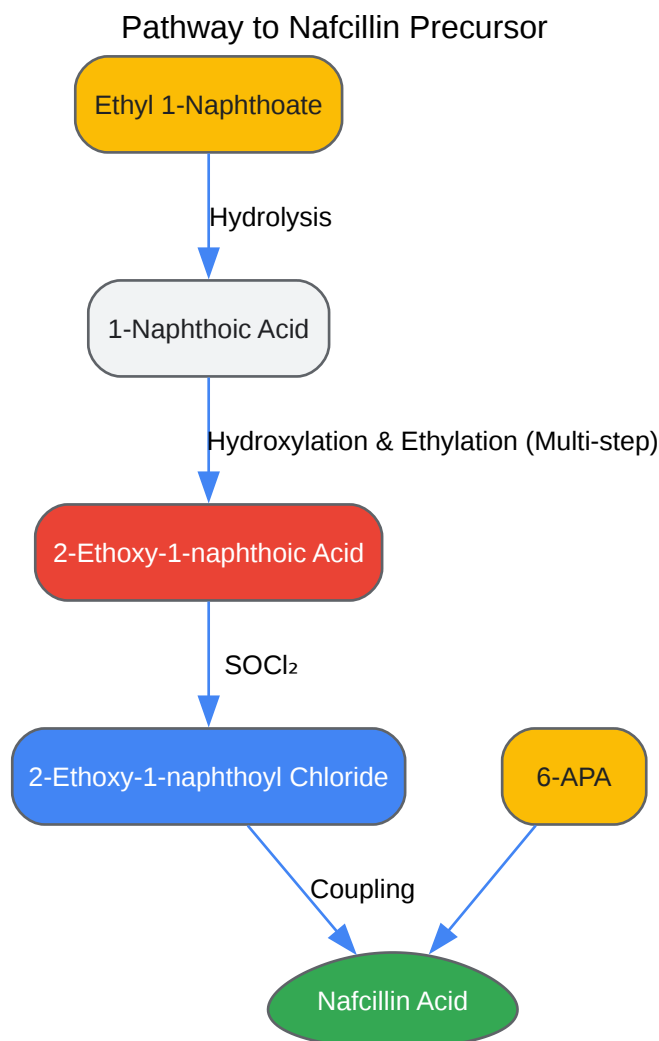 Pathway to Nafcillin Precursor
Ethyl 1-Naphthoate
Hydrolysis
1-Naphthoic Acid
Hydroxylation & Ethylation (Multi-step)
2-Ethoxy-1-naphthoic Acid
SOCl₂
2-Ethoxy-1-naphthoyl Chloride
6-APA
Coupling
Nafcillin Acid